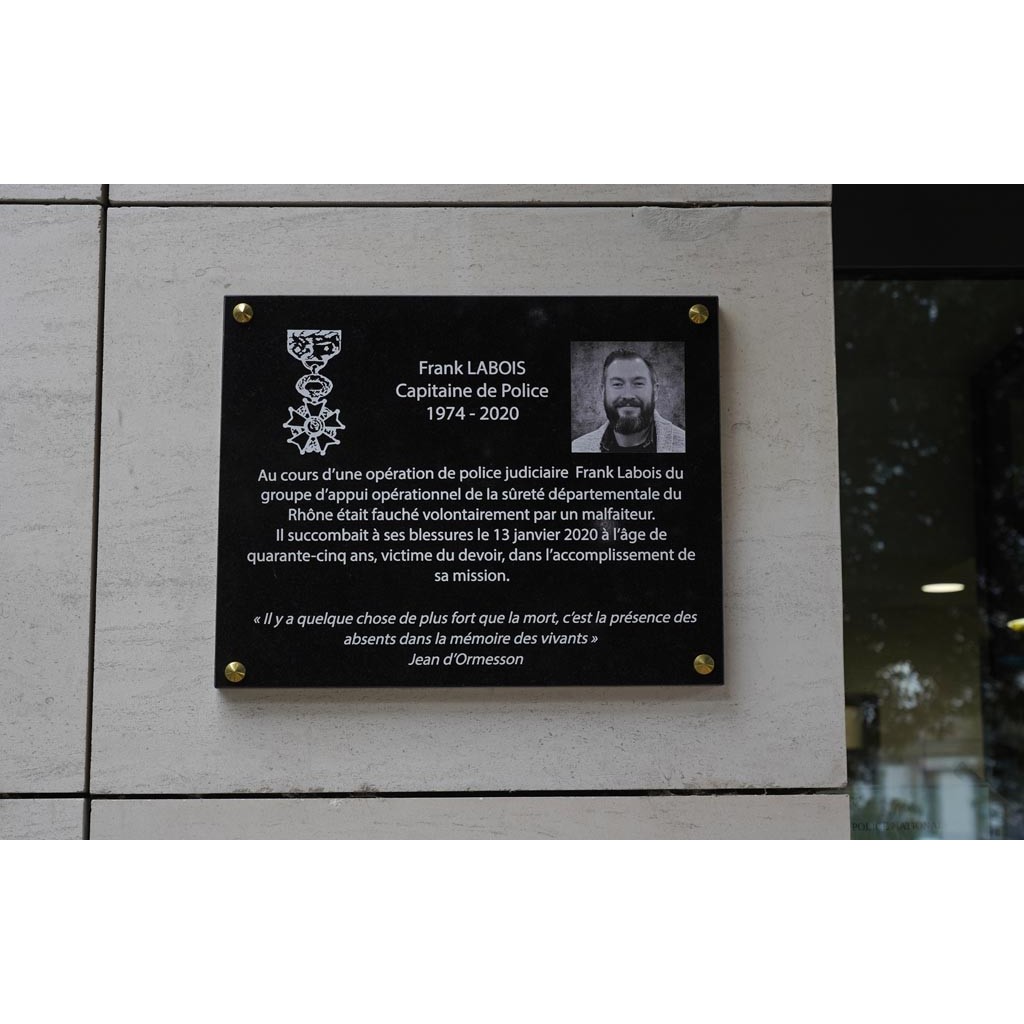 Frank LABOIS
Capitaine de Police
1974 - 2020
Au cours d'une opération de police judiciaire Frank Labois du
groupe d'appui opérationnel de la sûreté départementale du
Rhône était fauché volontairement par un malfaiteur.
Il succombait à ses blessures le 13 janvier 2020 à l'âge de
quarante-cinq ans, victime du devoir, dans l'accomplissement de
sa mission.
« Il y a quelque chose de plus fort que la mort, c'est la présence des
absents dans la mémoire des vivants »
Jean d'Ormesson